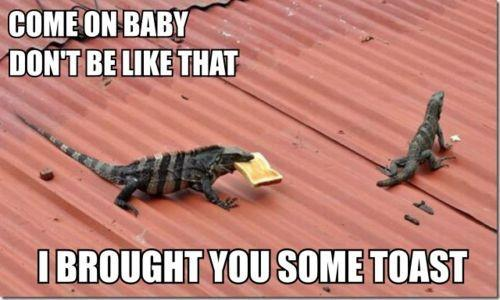 COME ON BABY
DON'T BE LIKE THAT
I BROUGHT YOU SOME TOAST